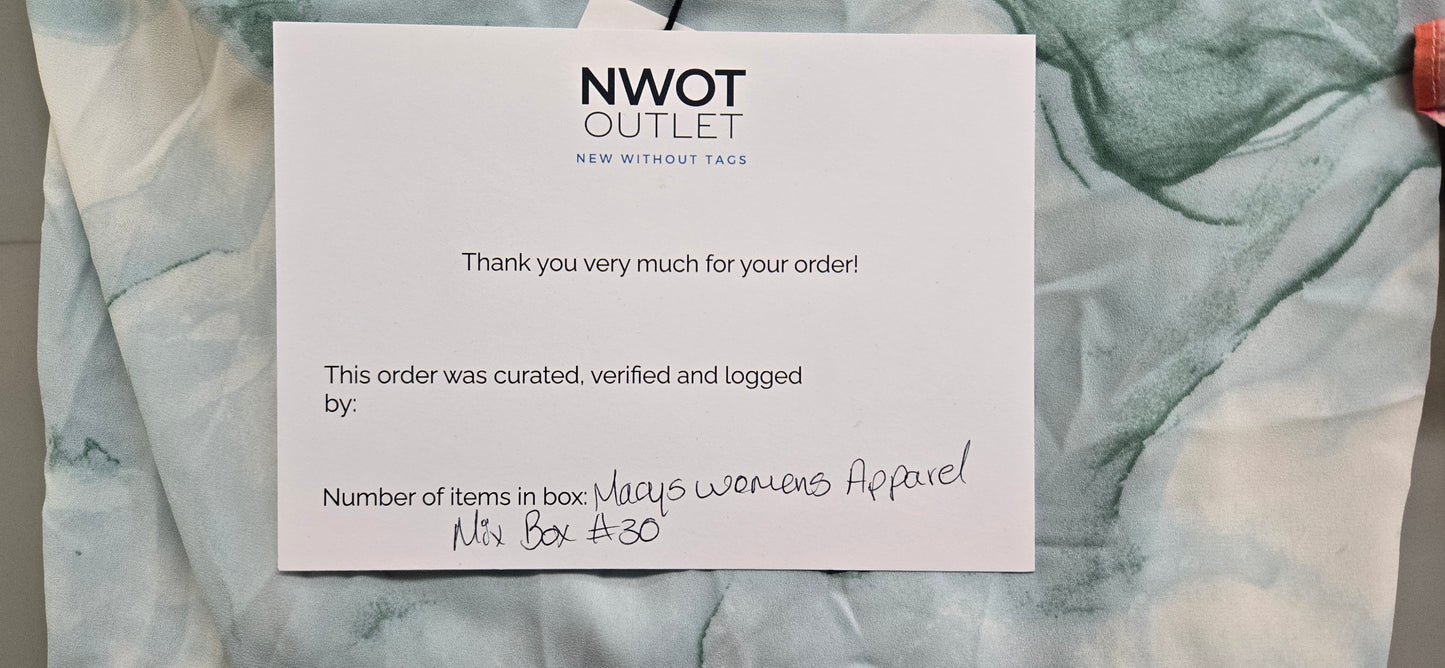 NWOT
OUTLET
NEW WITHOUT TAGS
Thank you very much for your order!
This order was curated, verified and logged
by:
Number of items in box: Macys womens Apparel
Mix Box #30